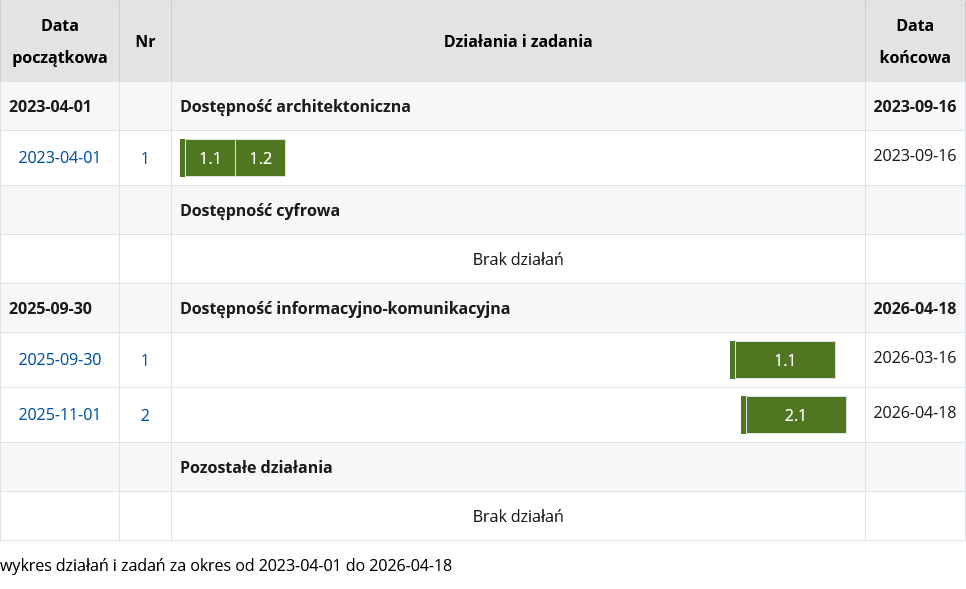 Data początkowa Nr Działania i zadania Data końcowa
2023-04-01 Dostępność architektoniczna 2023-09-16
2023-04-01 1 1.1 1.2 2023-09-16
Dostępność cyfrowa
Brak działań
2025-09-30 Dostępność informacyjno-komunikacyjna 2026-04-18
2025-09-30 1 1.1 2026-03-16
2025-11-01 2 2.1 2026-04-18
Pozostałe działania
Brak działań
wykres działań i zadań za okres od 2023-04-01 do 2026-04-18